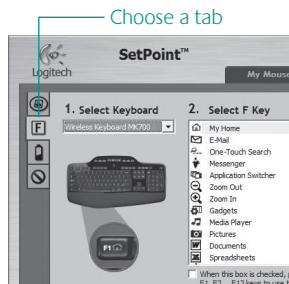 Choose a tab
Logitech
SetPoint™
My Mouse
1. Select Keyboard
2. Select F Key
Wireless Keyboard MK700
F
F1
My Home
E-Mail
One-Touch Search
Messenger
Application Switcher
Zoom Out
Zoom In
Gadgets
Media Player
Pictures
Documents
Spreadsheets
When this box is checked,
F1, F2 ... F12 keys to use